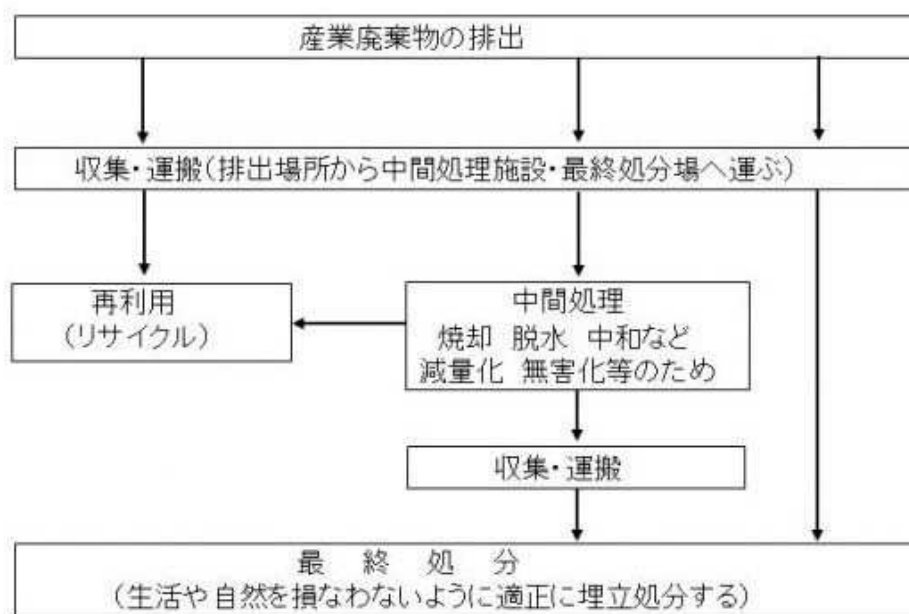 産業廃棄物の排出
収集・運搬(排出場所から中間処理施設・最終処分場へ運ぶ)
再利用
(リサイクル)
中間処理
焼却 脱水 中和など
減量化 無害化等のため
収集・運搬
最 終 処 分
(生活や自然を損なわないように適正に埋立処分する)